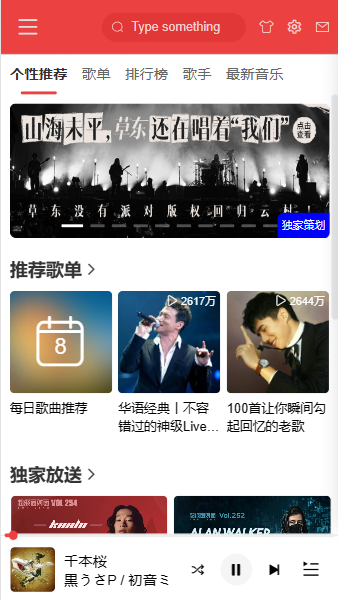 Type something
个性推荐 歌单 排行榜 歌手 最新音乐
山海未平，草东还在唱着“我们”
点击
查看
草东没有派对版权回归云村！
独家策划
推荐歌单
8
2617万
2644万
每日歌曲推荐
华语经典丨不容
错过的神级Live…
100首让你瞬间勾
起回忆的老歌
独家放送
VOL 254
Vol.252
ALAN WALKER
千本桜
黒うさP / 初音ミ